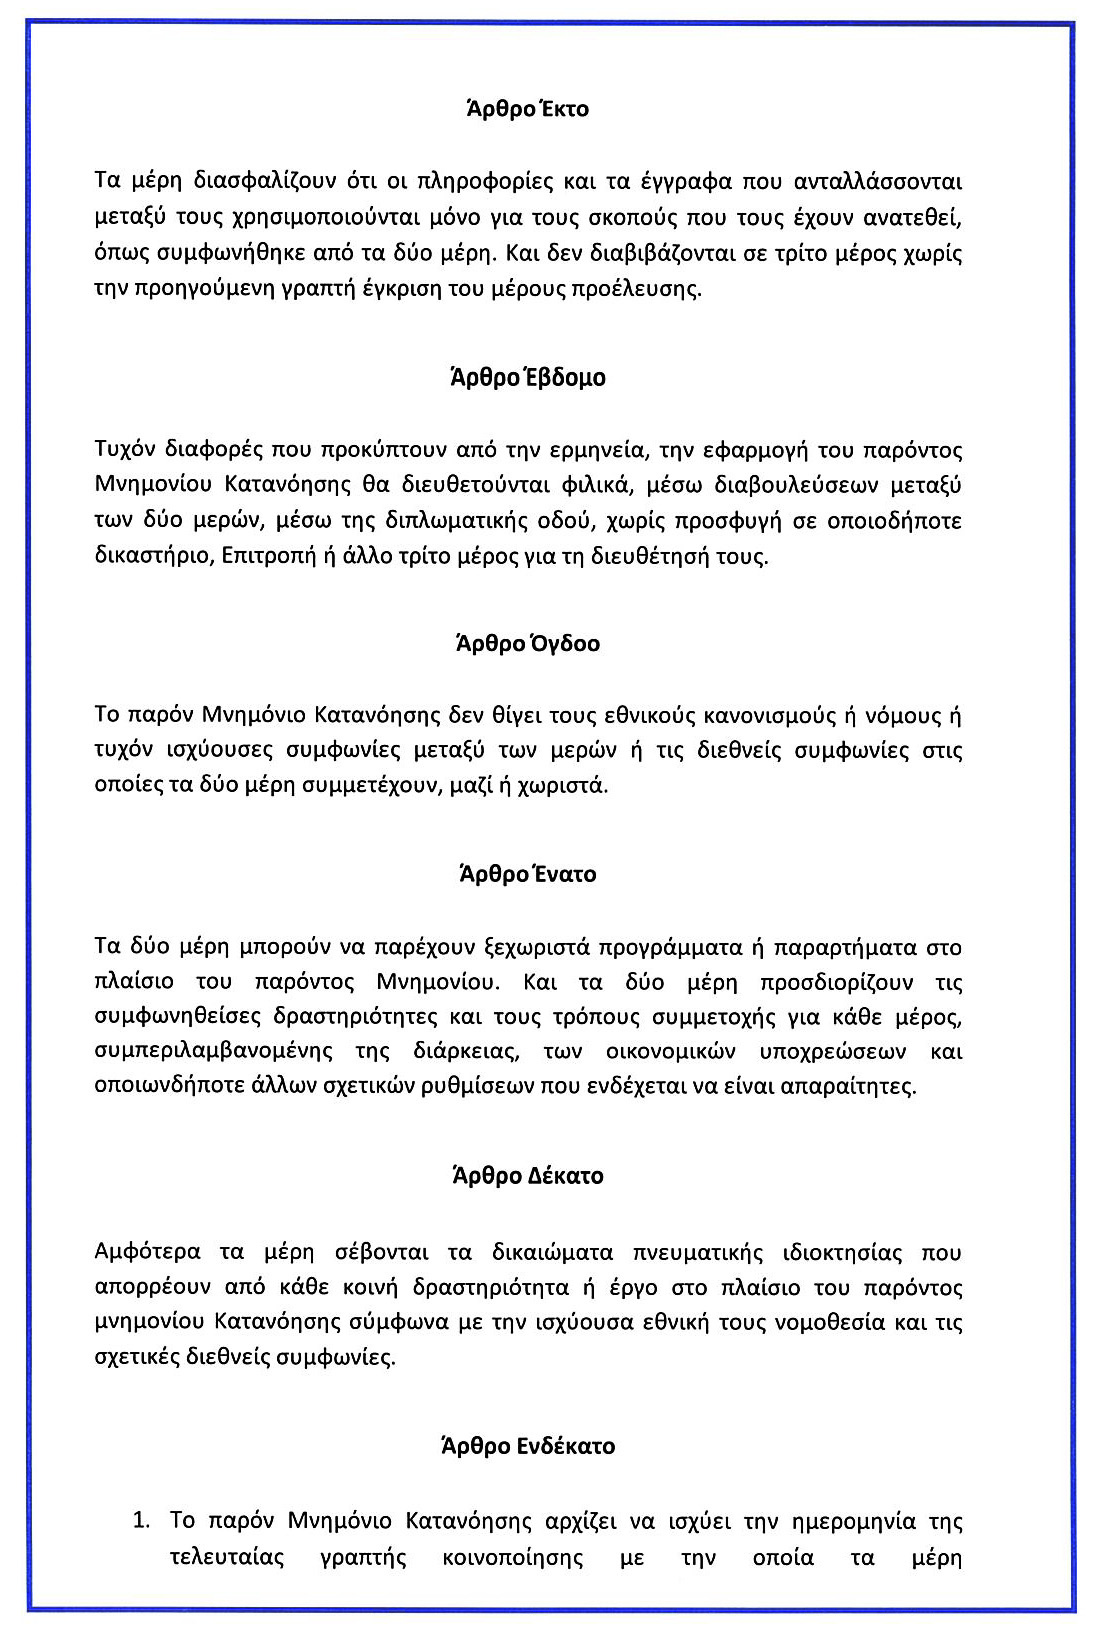 Άρθρο Έκτο
Τα μέρη διασφαλίζουν ότι οι πληροφορίες και τα έγγραφα που ανταλλάσσονται
μεταξύ τους χρησιμοποιούνται μόνο για τους σκοπούς που τους έχουν ανατεθεί,
όπως συμφωνήθηκε από τα δύο μέρη. Και δεν διαβιβάζονται σε τρίτο μέρος χωρίς
την προηγούμενη γραπτή έγκριση του μέρους προέλευσης.
Άρθρο Έβδομο
Τυχόν διαφορές που προκύπτουν από την ερμηνεία, την εφαρμογή του παρόντος
Μνημονίου Κατανόησης θα διευθετούνται φιλικά, μέσω διαβουλεύσεων μεταξύ
των δύο μερών, μέσω της διπλωματικής οδού, χωρίς προσφυγή σε οποιοδήποτε
δικαστήριο, Επιτροπή ή άλλο τρίτο μέρος για τη διευθέτησή τους.
Άρθρο Όγδοο
Το παρόν Μνημόνιο Κατανόησης δεν θίγει τους εθνικούς κανονισμούς ή νόμους ή
τυχόν ισχύουσες συμφωνίες μεταξύ των μερών ή τις διεθνείς συμφωνίες στις
οποίες τα δύο μέρη συμμετέχουν, μαζί ή χωριστά.
Άρθρο Ένατο
Τα δύο μέρη μπορούν να παρέχουν ξεχωριστά προγράμματα ή παραρτήματα στο
πλαίσιο του παρόντος Μνημονίου. Και τα δύο μέρη προσδιορίζουν τις
συμφωνηθείσες δραστηριότητες και τους τρόπους συμμετοχής για κάθε μέρος,
συμπεριλαμβανομένης της διάρκειας, των οικονομικών υποχρεώσεων και
οποιωνδήποτε άλλων σχετικών ρυθμίσεων που ενδέχεται να είναι απαραίτητες.
Άρθρο Δέκατο
Αμφότερα τα μέρη σέβονται τα δικαιώματα πνευματικής ιδιοκτησίας που
απορρέουν από κάθε κοινή δραστηριότητα ή έργο στο πλαίσιο του παρόντος
μνημονίου Κατανόησης σύμφωνα με την ισχύουσα εθνική τους νομοθεσία και τις
σχετικές διεθνείς συμφωνίες.
Άρθρο Ενδέκατο
1. Το παρόν Μνημόνιο Κατανόησης αρχίζει να ισχύει την ημερομηνία της
τελευταίας γραπτής κοινοποίησης με την οποία τα μέρη